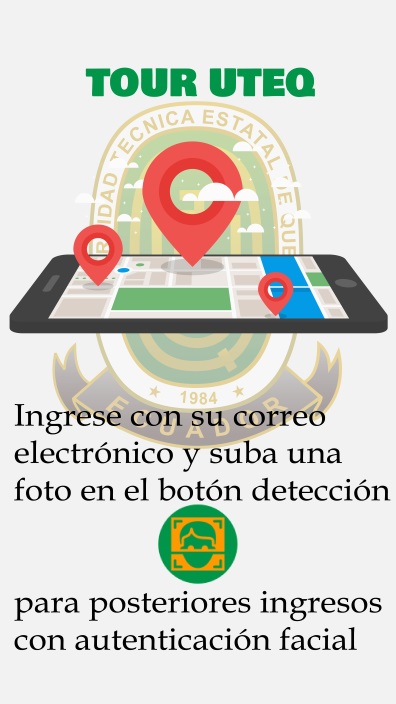 TOUR UTEQ
TECNICA ESTATAL DE QUE
1984
ECUADOR
Ingrese con su correo
electrónico y suba una
foto en el botón detección
para posteriores ingresos
con autenticación facial